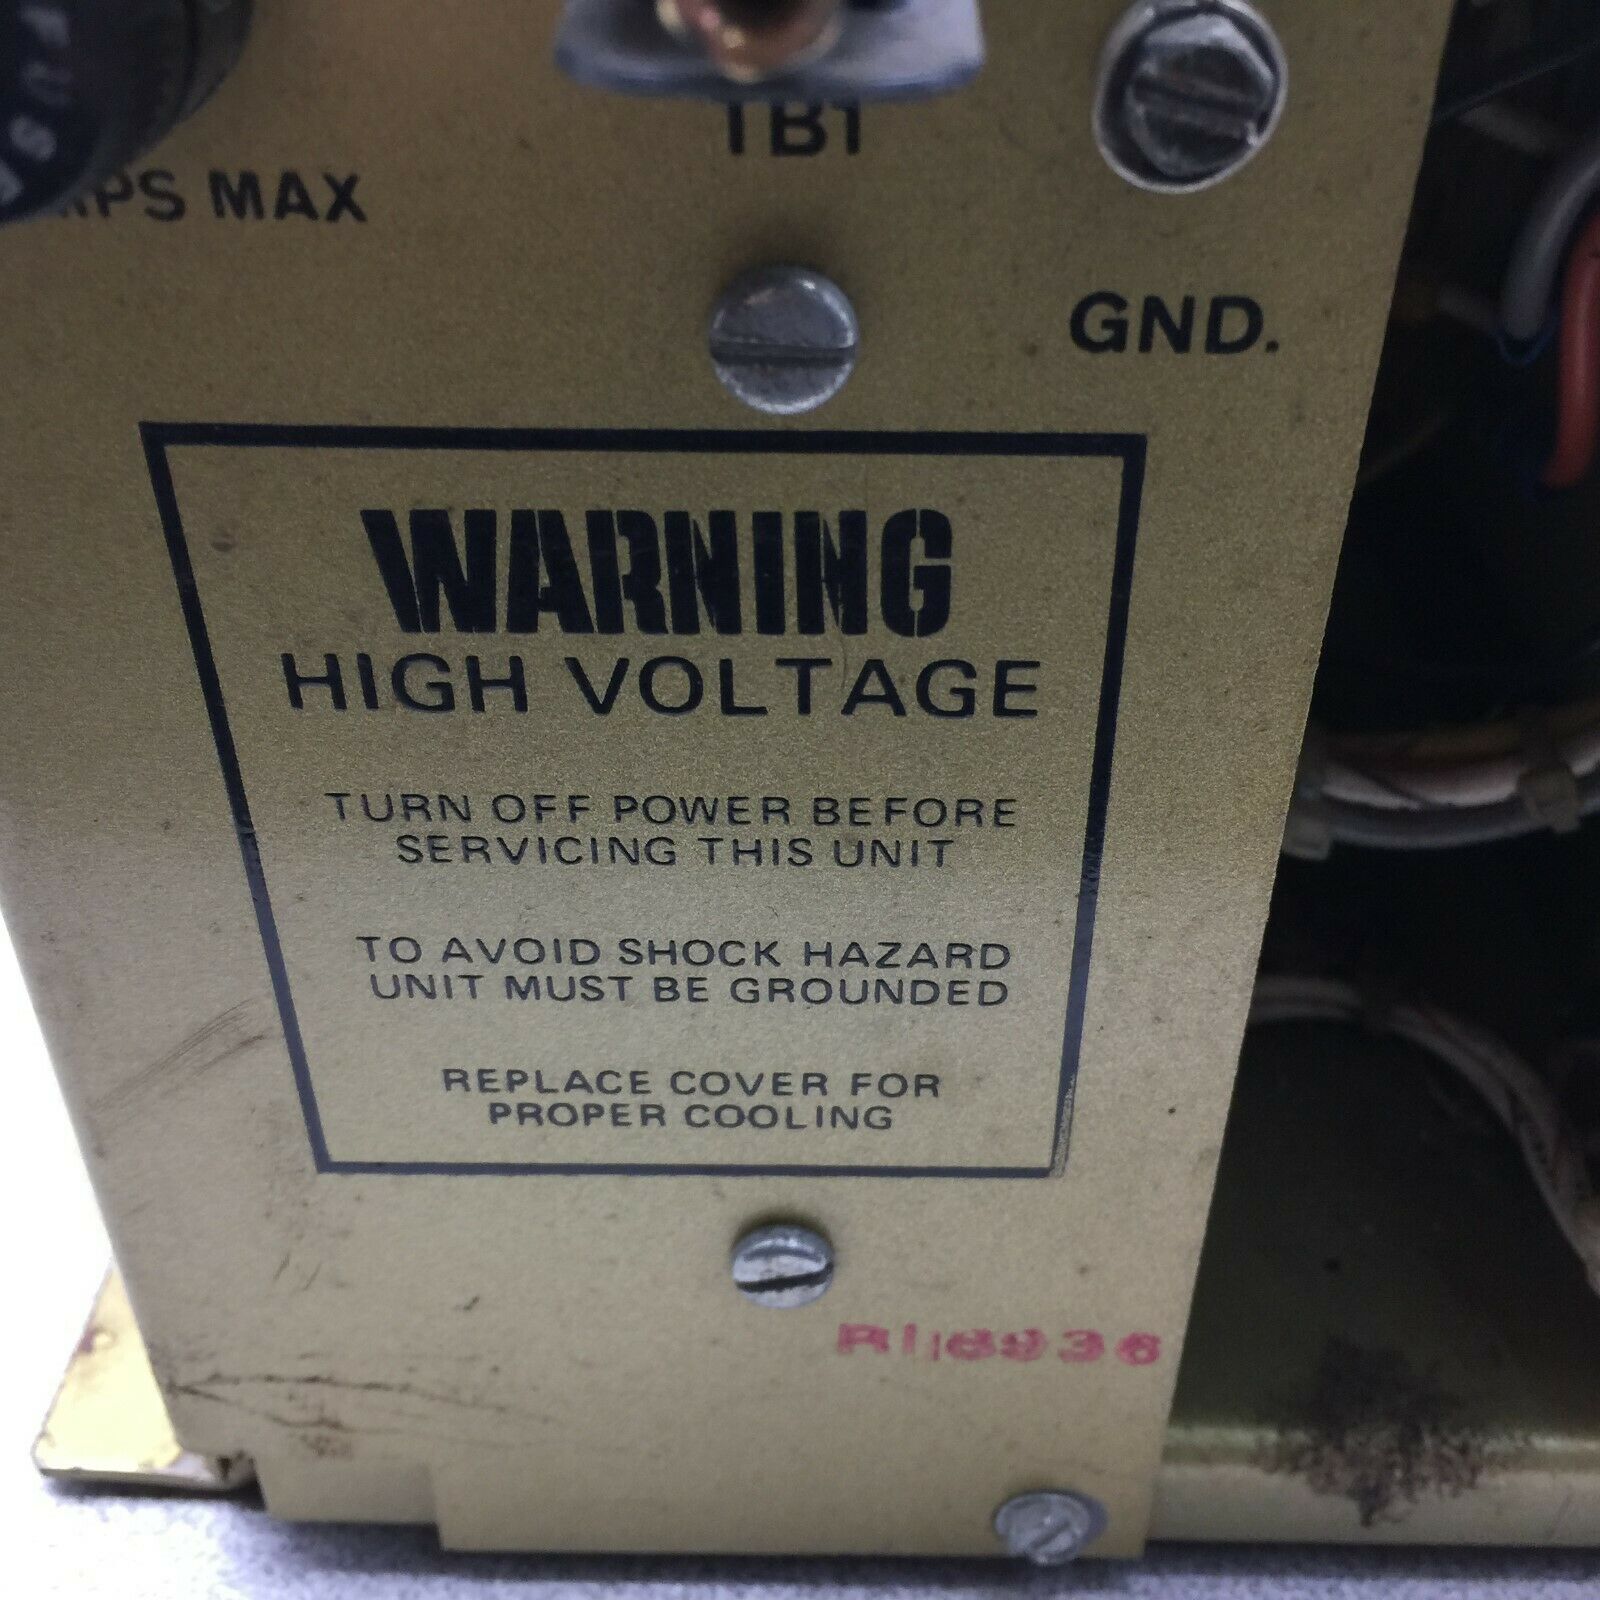 TB1
MAX
GND.
WARNING
HIGH VOLTAGE
TURN OFF POWER BEFORE
SERVICING THIS UNIT
TO AVOID SHOCK HAZARD
UNIT MUST BE GROUNDED
REPLACE COVER FOR
PROPER COOLING